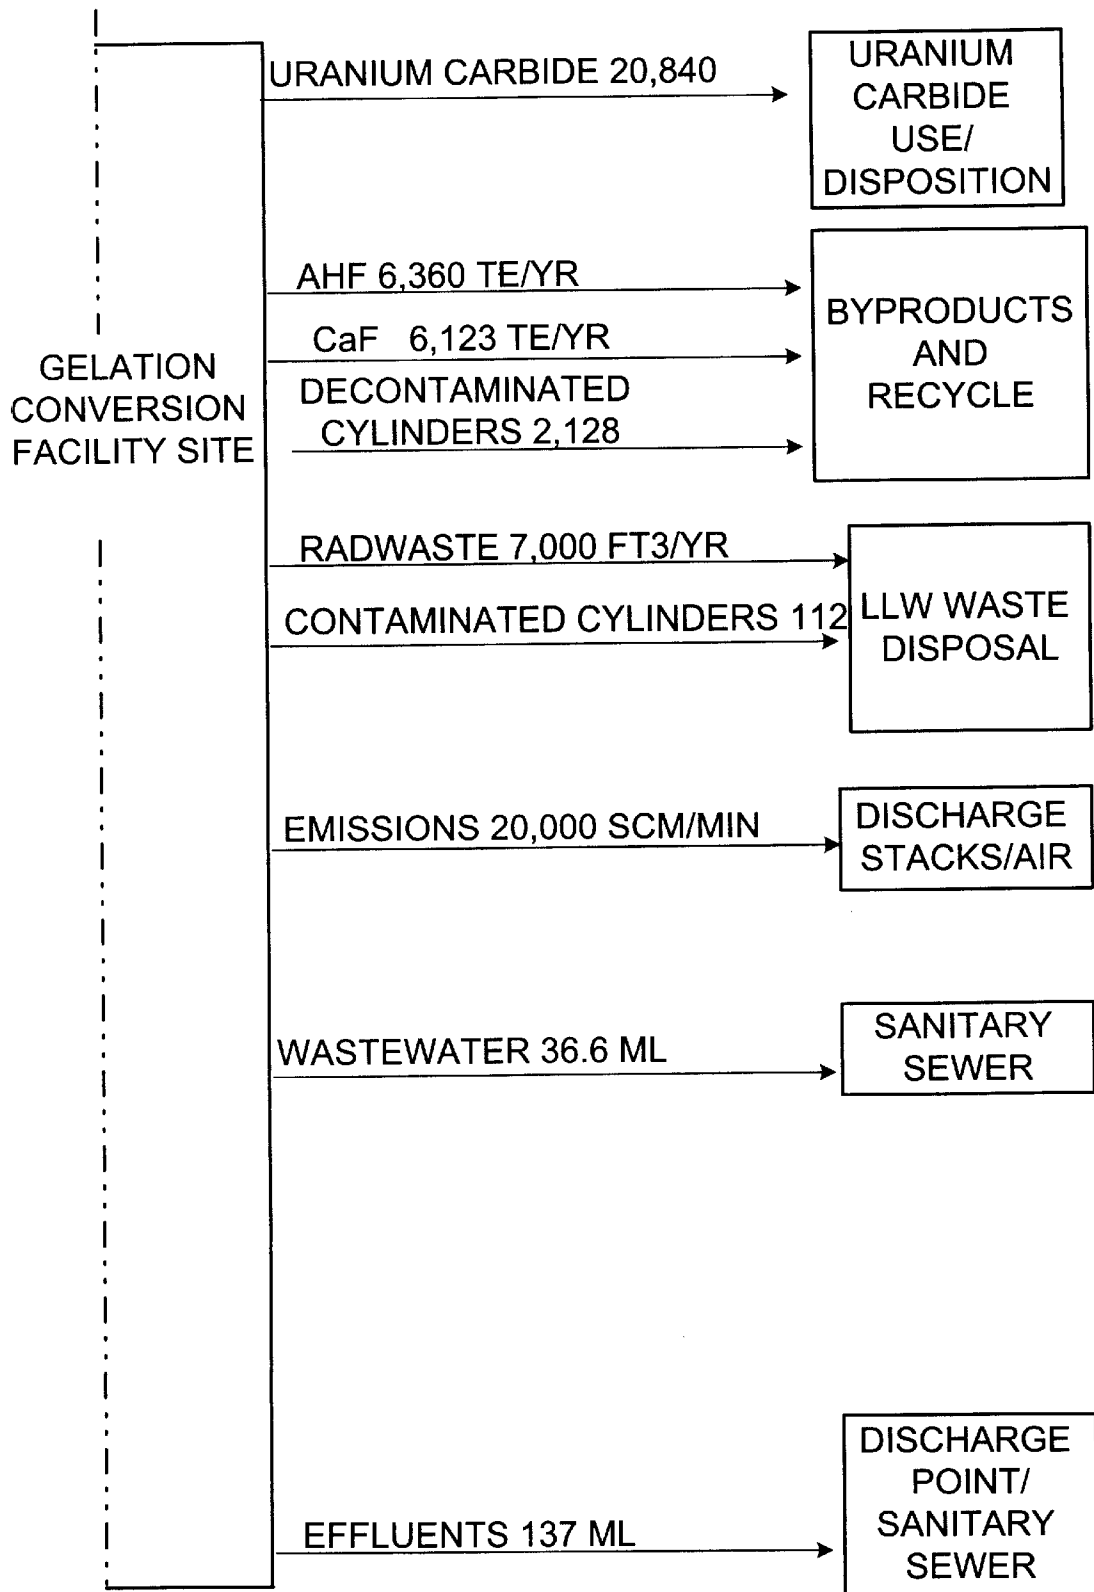 URANIUM CARBIDE 20,840
URANIUM
CARBIDE
USE/
DISPOSITION
GELATION
CONVERSION
FACILITY SITE
AHF 6,360 TE/YR
CaF 6,123 TE/YR
DECONTAMINATED
CYLINDERS 2,128
BYPRODUCTS
AND
RECYCLE
RADWASTE 7,000 FT3/YR
CONTAMINATED CYLINDERS 112
LLW WASTE
DISPOSAL
EMISSIONS 20,000 SCM/MIN
DISCHARGE
STACKS/AIR
WASTEWATER 36.6 ML
SANITARY
SEWER
EFFLUENTS 137 ML
DISCHARGE
POINT/
SANITARY
SEWER